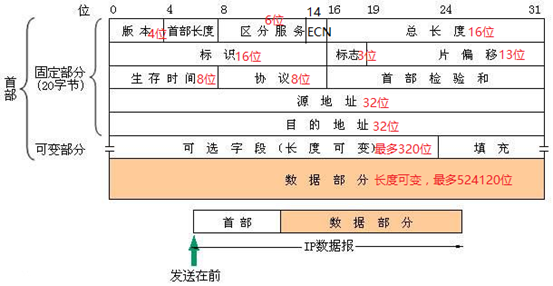 位 0 4 8 14 16 19 24 31
版本 4位 首部长度 区分服务 6位 ECN 总长度 16位
标识 16位 标志 3位 片偏移 13位
生存时间 8位 协议 8位 首部检验和
源地址 32位
目的地址 32位
可选字段(长度可变) 最多320位 填充
数据部分 长度可变,最多524120位
首部
固定部分
(20字节)
可变部分
首部 数据部分
IP数据报
发送在前